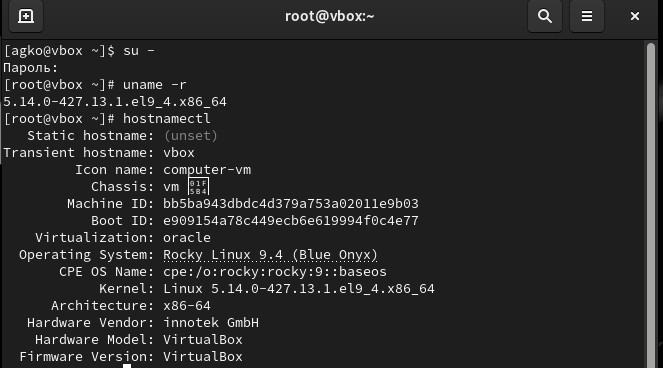 root@vbox:~
[agko@vbox ~]$ su -
Пароль:
[root@vbox ~]# uname -r
5.14.0-427.13.1.el9_4.x86_64
[root@vbox ~]# hostnamectl
Static hostname: (unset)
Transient hostname: vbox
Icon name: computer-vm
Chassis: vm
Machine ID: bb5ba943dbdc4d379a753a02011e9b03
Boot ID: e909154a78c449ecb6e619994f0c4e77
Virtualization: oracle
Operating System: Rocky Linux 9.4 (Blue Onyx)
CPE OS Name: cpe:/o:rocky:rocky:9::baseos
Kernel: Linux 5.14.0-427.13.1.el9_4.x86_64
Architecture: x86-64
Hardware Vendor: innotek GmbH
Hardware Model: VirtualBox
Firmware Version: VirtualBox